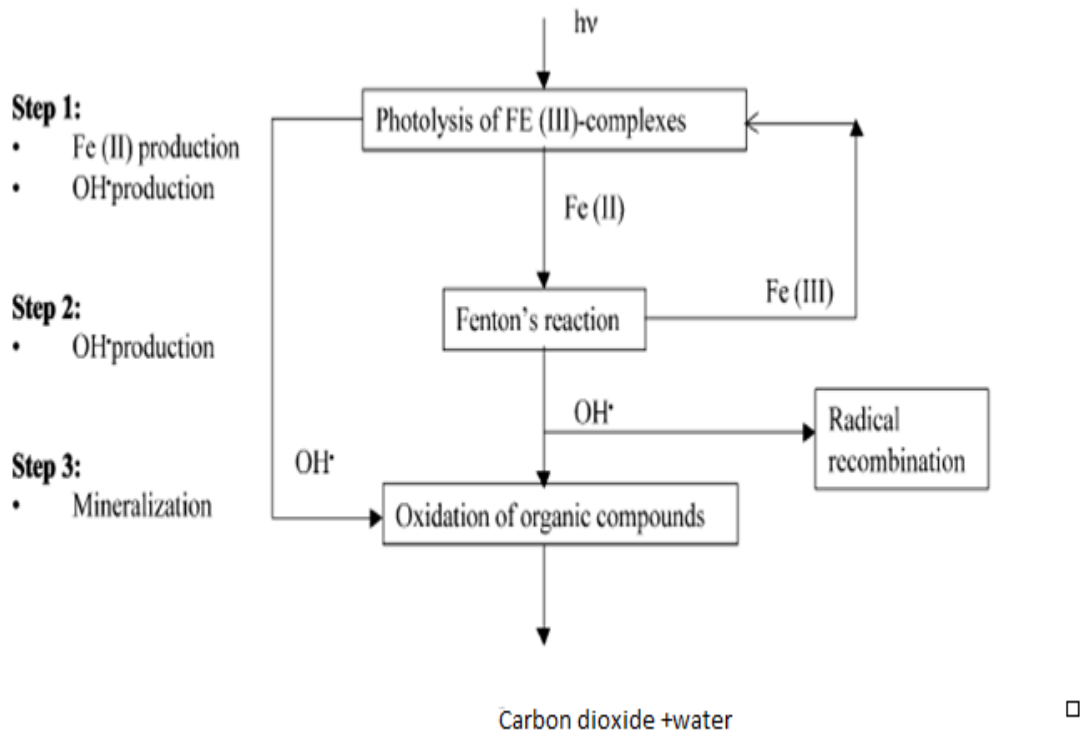 hν
Step 1:
• Fe (II) production
• OH•production
Photolysis of FE (III)-complexes
Fe (II)
Step 2:
• OH•production
Fenton’s reaction
Fe (III)
OH•
Radical
recombination
Step 3:
• Mineralization
OH•
Oxidation of organic compounds
Carbon dioxide +water